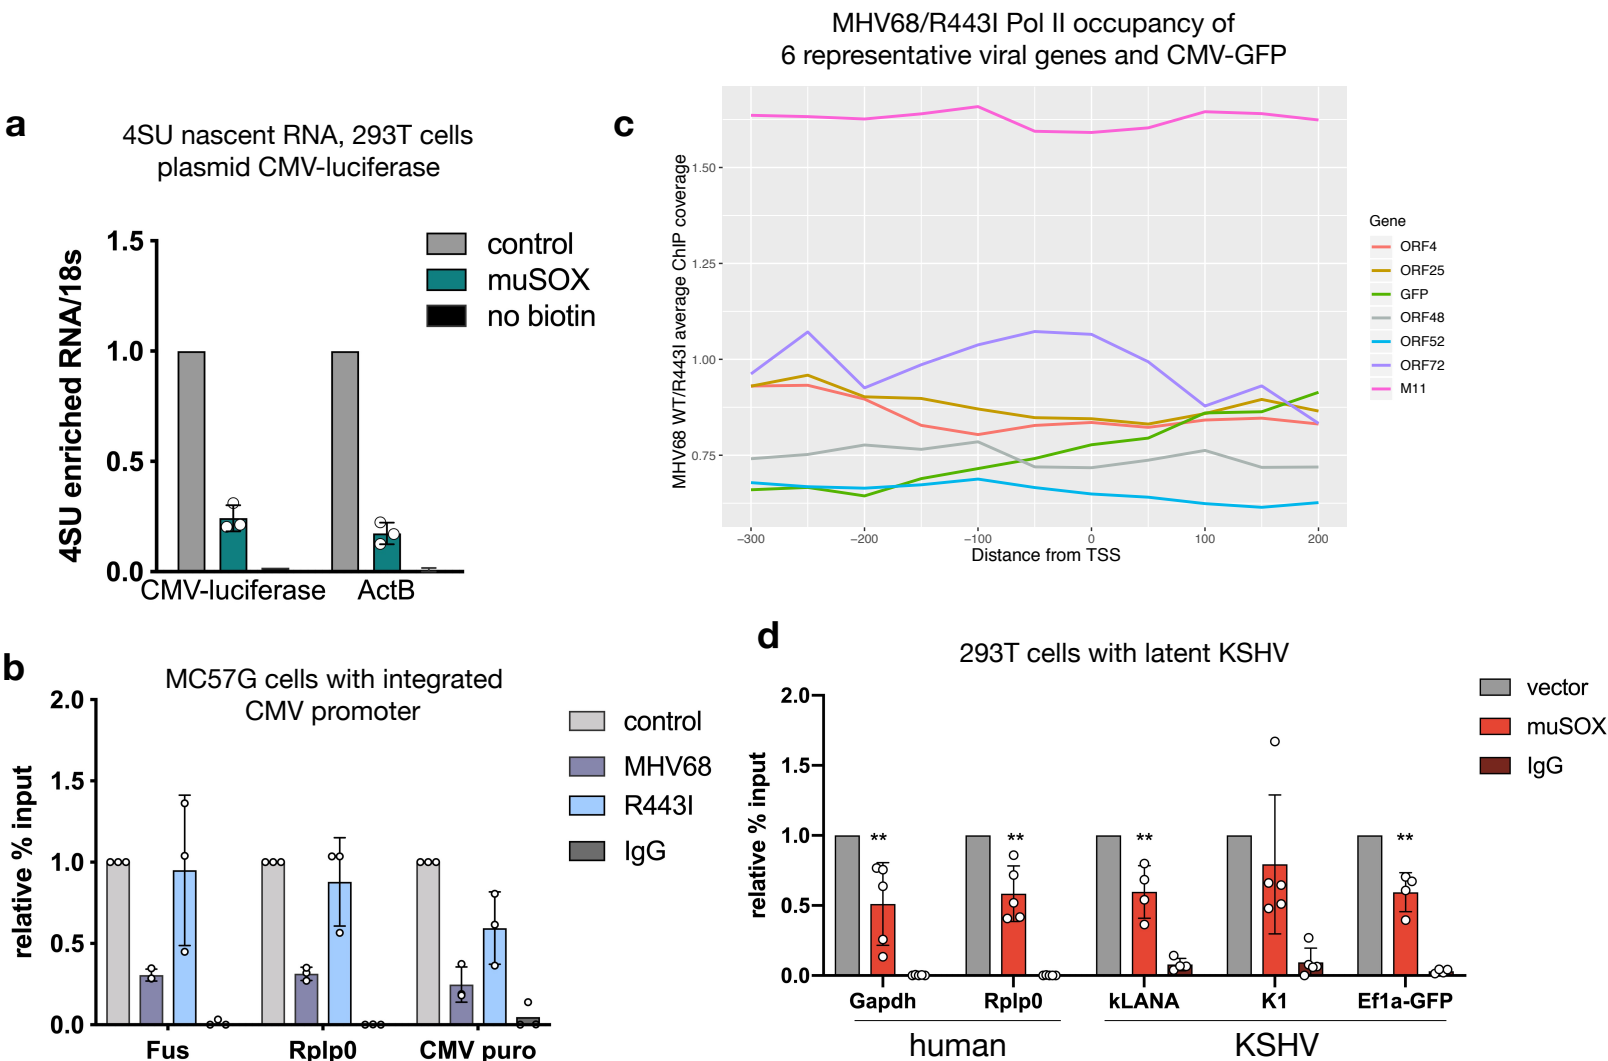 MHV68/R443I Pol II occupancy of
6 representative viral genes and CMV-GFP
a
4SU nascent RNA, 293T cells
plasmid CMV-luciferase
control
muSOX
no biotin
4SU enriched RNA/18s
1.5
1.0
0.5
0.0
CMV-luciferase
ActB
c
MHV68 WT/R443I average ChIP coverage
1.50
1.25
1.00
0.75
−300
−200
−100
0
100
200
Distance from TSS
Gene
ORF4
ORF25
GFP
ORF48
ORF52
ORF72
M11
b
MC57G cells with integrated
CMV promoter
control
MHV68
R443I
IgG
relative % input
2.0
1.5
1.0
0.5
0.0
Fus
Rplp0
CMV puro
d
293T cells with latent KSHV
vector
muSOX
IgG
relative % input
2.0
1.5
1.0
0.5
0.0
**
**
**
**
Gapdh
Rplp0
kLANA
K1
Ef1a-GFP
human
KSHV